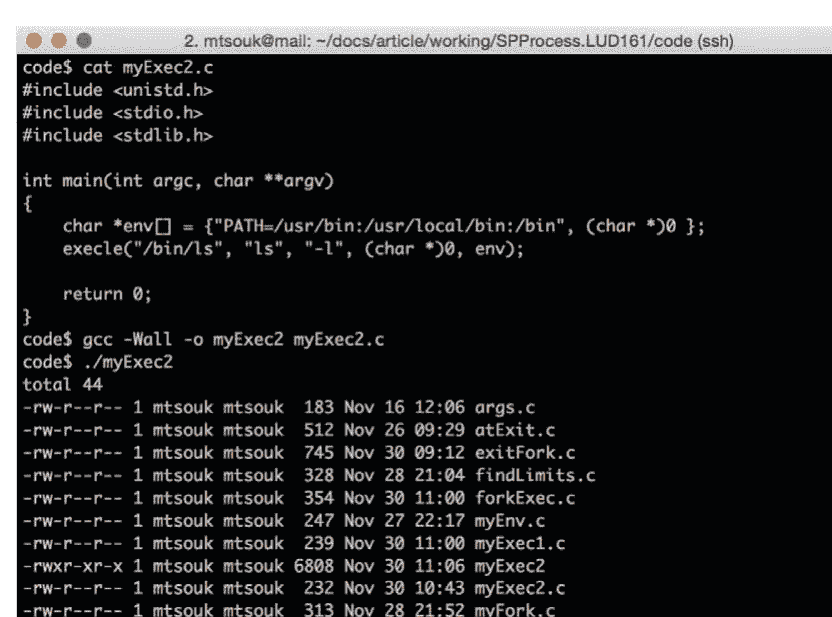 2. mtsouk@mail: ~/docs/article/working/SPProcess.LUD161/code (ssh)
code$ cat myExec2.c
#include <unistd.h>
#include <stdio.h>
#include <stdlib.h>
int main(int argc, char **argv)
{
    char *env[] = {"PATH=/usr/bin:/usr/local/bin:/bin", (char *)0 };
    execle("/bin/ls", "ls", "-l", (char *)0, env);
    return 0;
}
code$ gcc -Wall -o myExec2 myExec2.c
code$ ./myExec2
total 44
-rw-r--r-- 1 mtsouk mtsouk  183 Nov 16 12:06 args.c
-rw-r--r-- 1 mtsouk mtsouk  512 Nov 26 09:29 atExit.c
-rw-r--r-- 1 mtsouk mtsouk  745 Nov 30 09:12 exitFork.c
-rw-r--r-- 1 mtsouk mtsouk  328 Nov 28 21:04 findLimits.c
-rw-r--r-- 1 mtsouk mtsouk  354 Nov 30 11:00 forkExec.c
-rw-r--r-- 1 mtsouk mtsouk  247 Nov 27 22:17 myEnv.c
-rw-r--r-- 1 mtsouk mtsouk  239 Nov 30 11:00 myExec1.c
-rwxr-xr-x 1 mtsouk mtsouk 6808 Nov 30 11:06 myExec2
-rw-r--r-- 1 mtsouk mtsouk  232 Nov 30 10:43 myExec2.c
-rw-r--r-- 1 mtsouk mtsouk  313 Nov 28 21:52 myFork.c